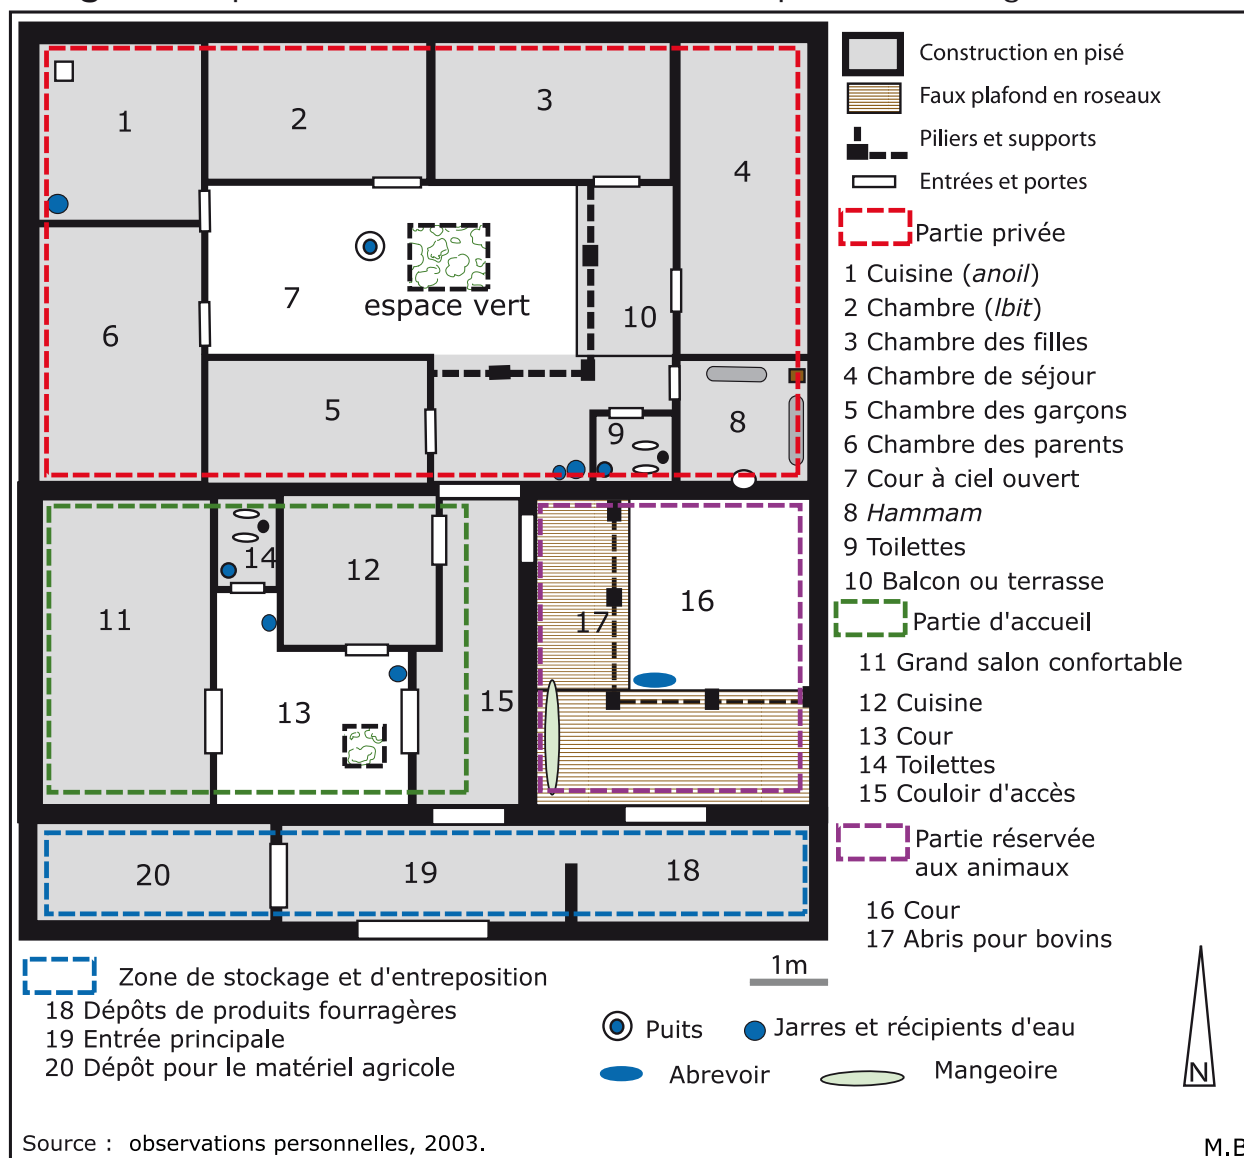 1
2
3
4
espace vert
7
10
6
5
9
8
14
12
11
13
15
17
16
20
19
18
Construction en pisé
Faux plafond en roseaux
Piliers et supports
Entrées et portes
Partie privée
1 Cuisine (anoil)
2 Chambre (lbit)
3 Chambre des filles
4 Chambre de séjour
5 Chambre des garçons
6 Chambre des parents
7 Cour à ciel ouvert
8 Hammam
9 Toilettes
10 Balcon ou terrasse
Partie d'accueil
11 Grand salon confortable
12 Cuisine
13 Cour
14 Toilettes
15 Couloir d'accès
Partie réservée
aux animaux
16 Cour
17 Abris pour bovins
Zone de stockage et d'entreposition
18 Dépôts de produits fourragères
19 Entrée principale
20 Dépôt pour le matériel agricole
1m
Puits
Jarres et récipients d'eau
Abrevoir
Mangeoire
N
Source : observations personnelles, 2003.
M.B